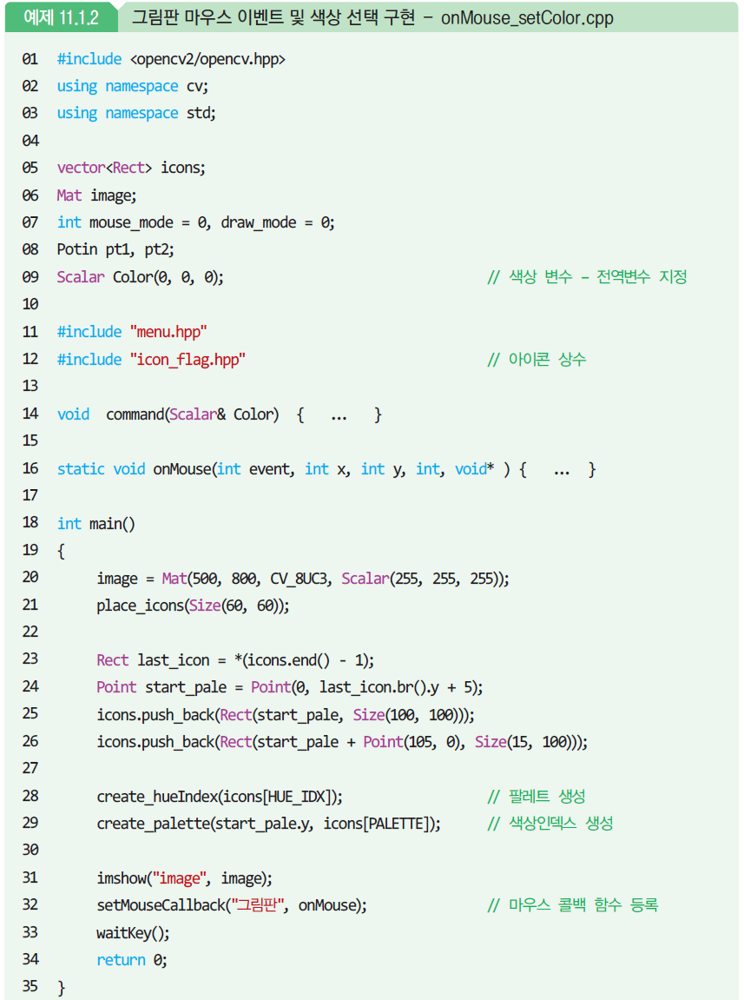 예제 11.1.2 그림판 마우스 이벤트 및 색상 선택 구현 – onMouse_setColor.cpp
01 #include <opencv2/opencv.hpp>
02 using namespace cv;
03 using namespace std;
04
05 vector<Rect> icons;
06 Mat image;
07 int mouse_mode = 0, draw_mode = 0;
08 Potin pt1, pt2;
09 Scalar Color(0, 0, 0); // 색상 변수 – 전역변수 지정
10
11 #include "menu.hpp"
12 #include "icon_flag.hpp" // 아이콘 상수
13
14 void command(Scalar& Color) { … }
15
16 static void onMouse(int event, int x, int y, int, void* ) { … }
17
18 int main()
19 {
20 image = Mat(500, 800, CV_8UC3, Scalar(255, 255, 255));
21 place_icons(Size(60, 60));
22
23 Rect last_icon = *(icons.end() - 1);
24 Point start_pale = Point(0, last_icon.br().y + 5);
25 icons.push_back(Rect(start_pale, Size(100, 100)));
26 icons.push_back(Rect(start_pale + Point(105, 0), Size(15, 100)));
27
28 create_hueIndex(icons[HUE_IDX]); // 팔레트 생성
29 create_palette(start_pale.y, icons[PALETTE]); // 색상인덱스 생성
30
31 imshow("image", image);
32 setMouseCallback("그림판", onMouse); // 마우스 콜백 함수 등록
33 waitKey();
34 return 0;
35 }